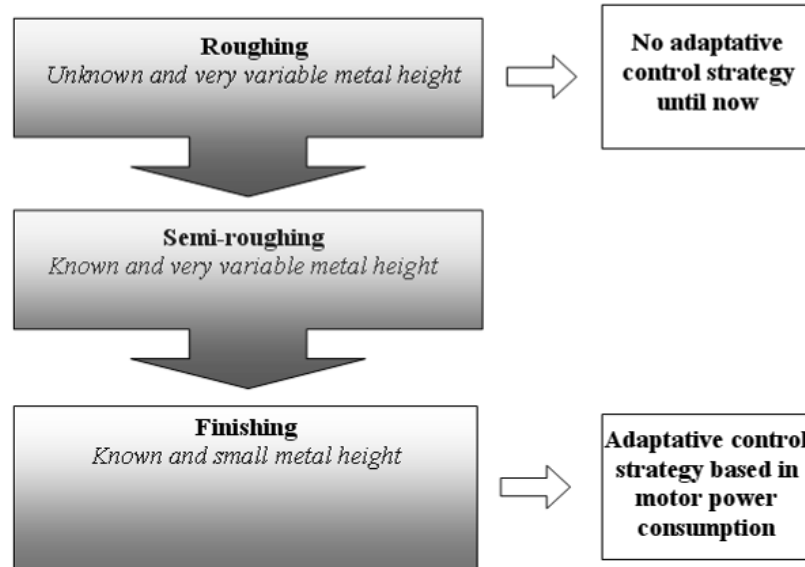 Roughing
Unknown and very variable metal height
No adaptative
control strategy
until now
Semi-roughing
Known and very variable metal height
Finishing
Known and small metal height
Adaptative control
strategy based in
motor power
consumption